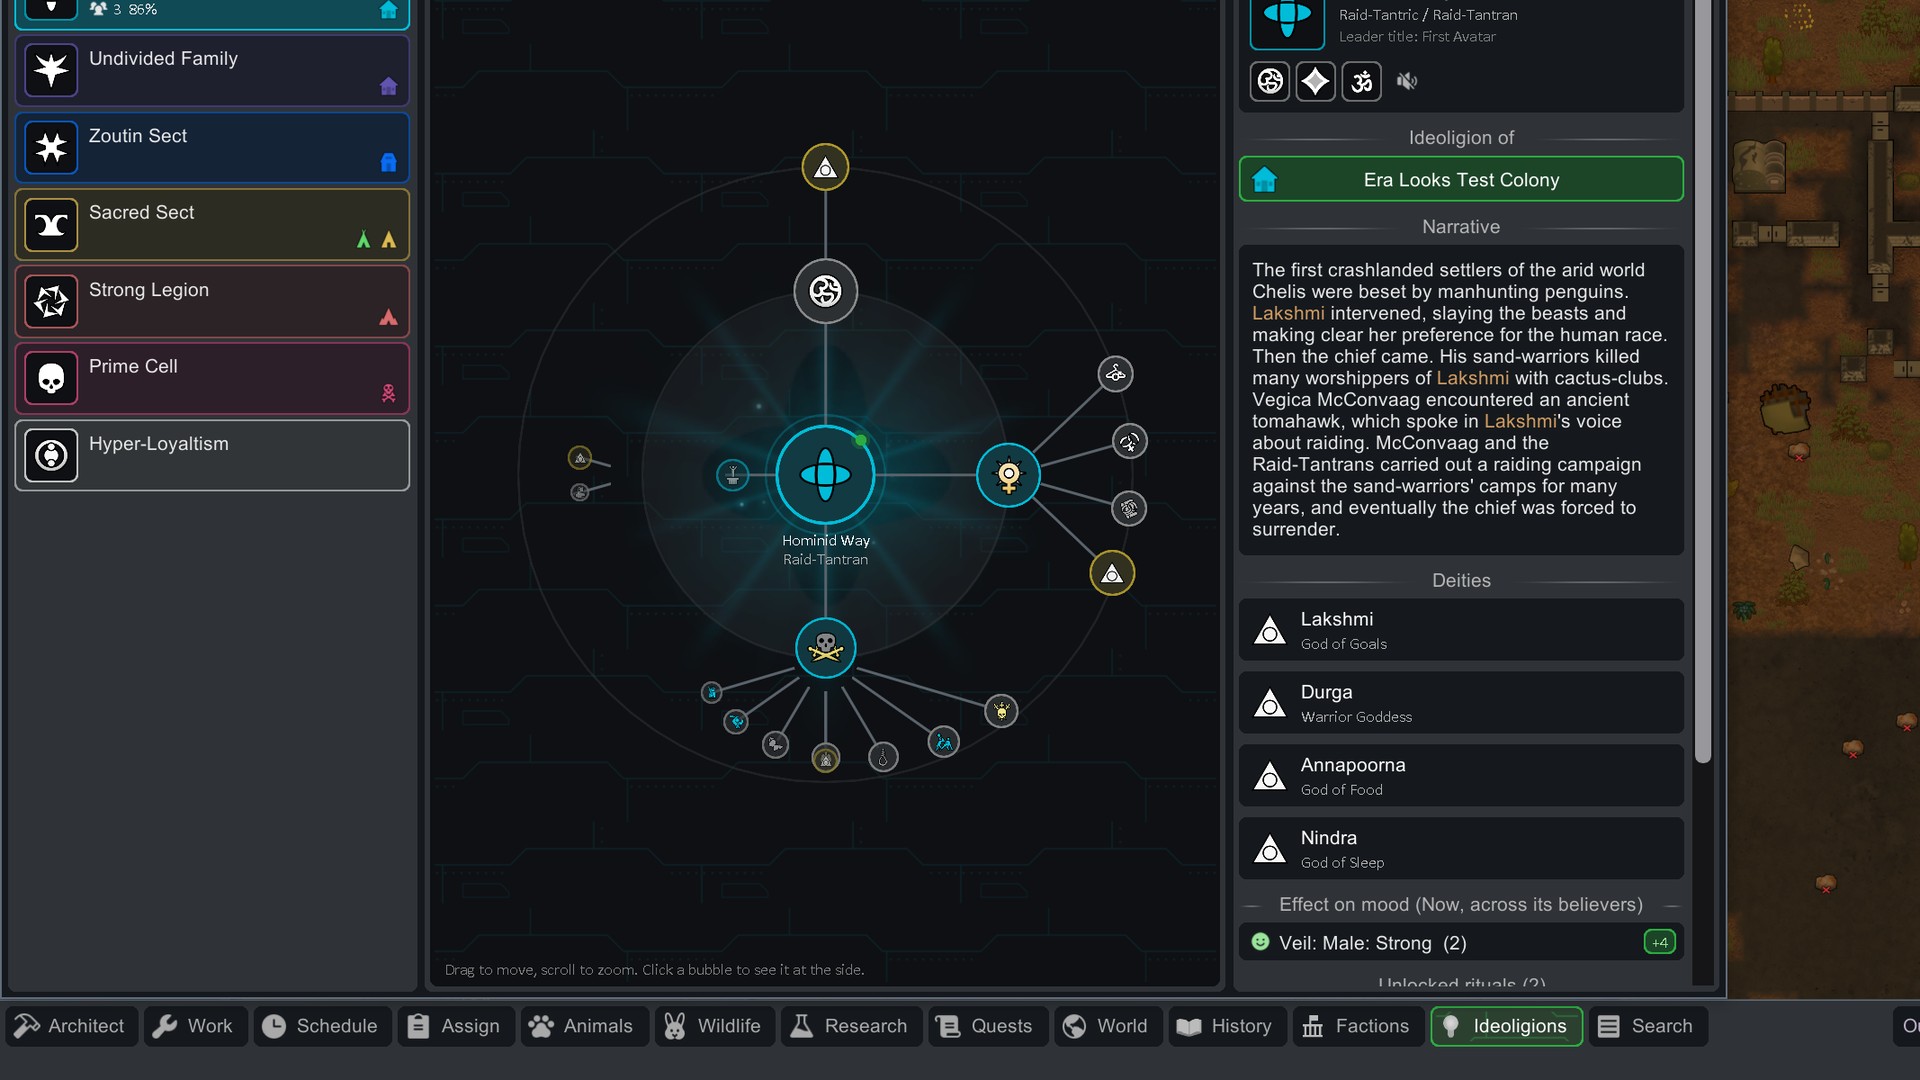 3 86%
Undivided Family
Zoutin Sect
Sacred Sect
Strong Legion
Prime Cell
Hyper-Loyaltism
Hominid Way
Raid-Tantran
Drag to move, scroll to zoom. Click a bubble to see it at the side.
Raid-Tantric / Raid-Tantran
Leader title: First Avatar
Ideoligion of
Era Looks Test Colony
Narrative
The first crashlanded settlers of the arid world
Chelis were beset by manhunting penguins.
Lakshmi intervened, slaying the beasts and
making clear her preference for the human race.
Then the chief came. His sand-warriors killed
many worshippers of Lakshmi with cactus-clubs.
Vegica McConvaag encountered an ancient
tomahawk, which spoke in Lakshmi's voice
about raiding. McConvaag and the
Raid-Tantrans carried out a raiding campaign
against the sand-warriors' camps for many
years, and eventually the chief was forced to
surrender.
Deities
Lakshmi
God of Goals
Durga
Warrior Goddess
Annapoorna
God of Food
Nindra
God of Sleep
Effect on mood (Now, across its believers)
Veil: Male: Strong (2)
+4
Unlocked rituals (2)
Architect
Work
Schedule
Assign
Animals
Wildlife
Research
Quests
World
History
Factions
Ideoligions
Search